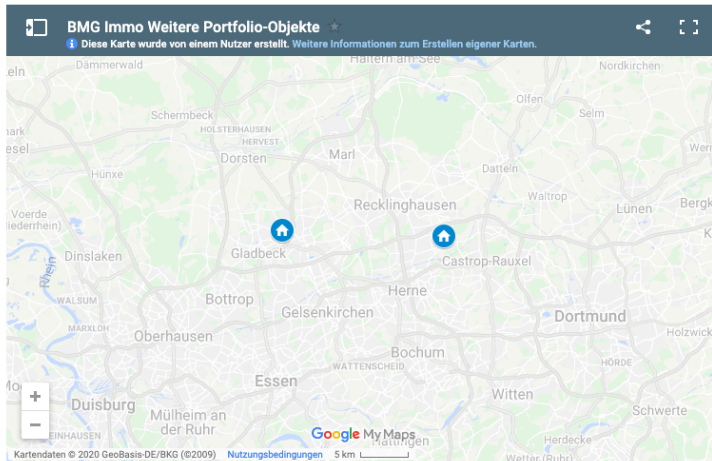 BMG Immo Weitere Portfolio-Objekte
Diese Karte wurde von einem Nutzer erstellt. Weitere Informationen zum Erstellen eigener Karten.
Dämmerwald
Haltern am See
Nordkirchen
Olfen
Selm
Schermbeck
HOLSTERHAUSEN
HERVEST
Dorsten
Marl
Datteln
Hünxe
Waltrop
Lünen
Recklinghausen
Voerde
Dinslaken
Gladbeck
Castrop-Rauxel
Rhein
WALSUM
Bottrop
Herne
Gelsenkirchen
Dortmund
MARXLOH
Oberhausen
Holzwick
Bochum
WATTENSCHEID
HÖRDE
Essen
Witten
Duisburg
Mülheim an
der Ruhr
Schwerte
Google My Maps
Hattingen
Herdecke
Kartendaten © 2020 GeoBasis-DE/BKG (©2009) Nutzungsbedingungen 5 km
Wetter (Ruhr)